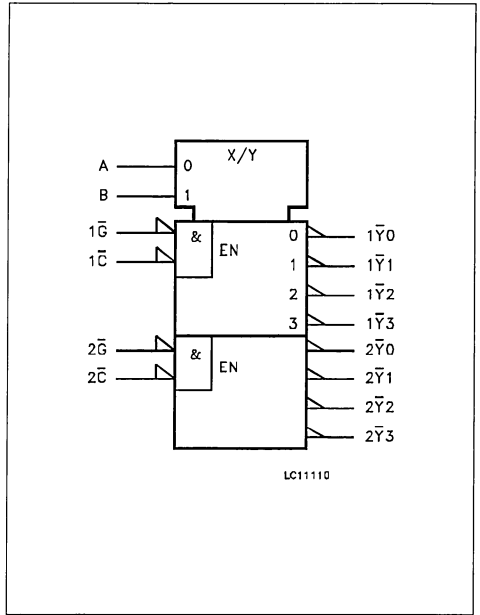 X/Y
A 0
B 1
1G̅ & EN 0 1Y̅0
1C̅ 1 1Y̅1
2 1Y̅2
3 1Y̅3
2G̅ & EN 2Y̅0
2C̅ 2Y̅1
2Y̅2
2Y̅3
LC11110